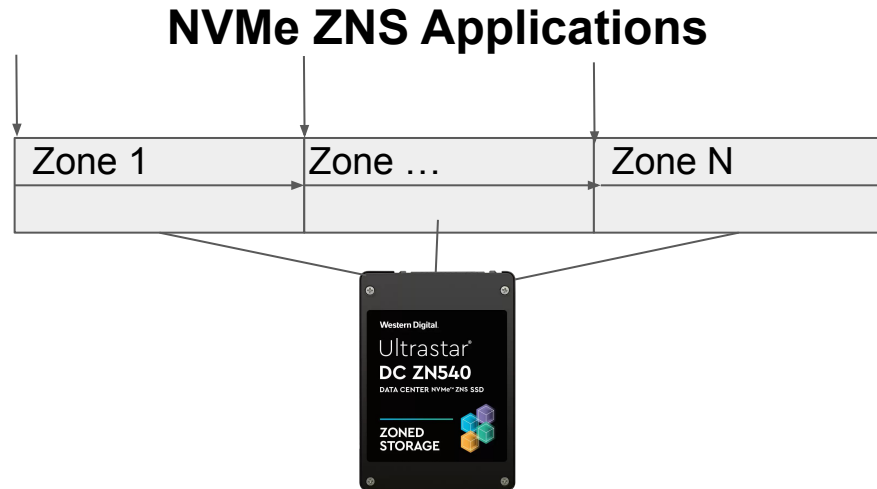 NVMe ZNS Applications
Zone 1
Zone …
Zone N
Western Digital.
Ultrastar®
DC ZN540
DATA CENTER NVMe™ ZNS SSD
ZONED
STORAGE